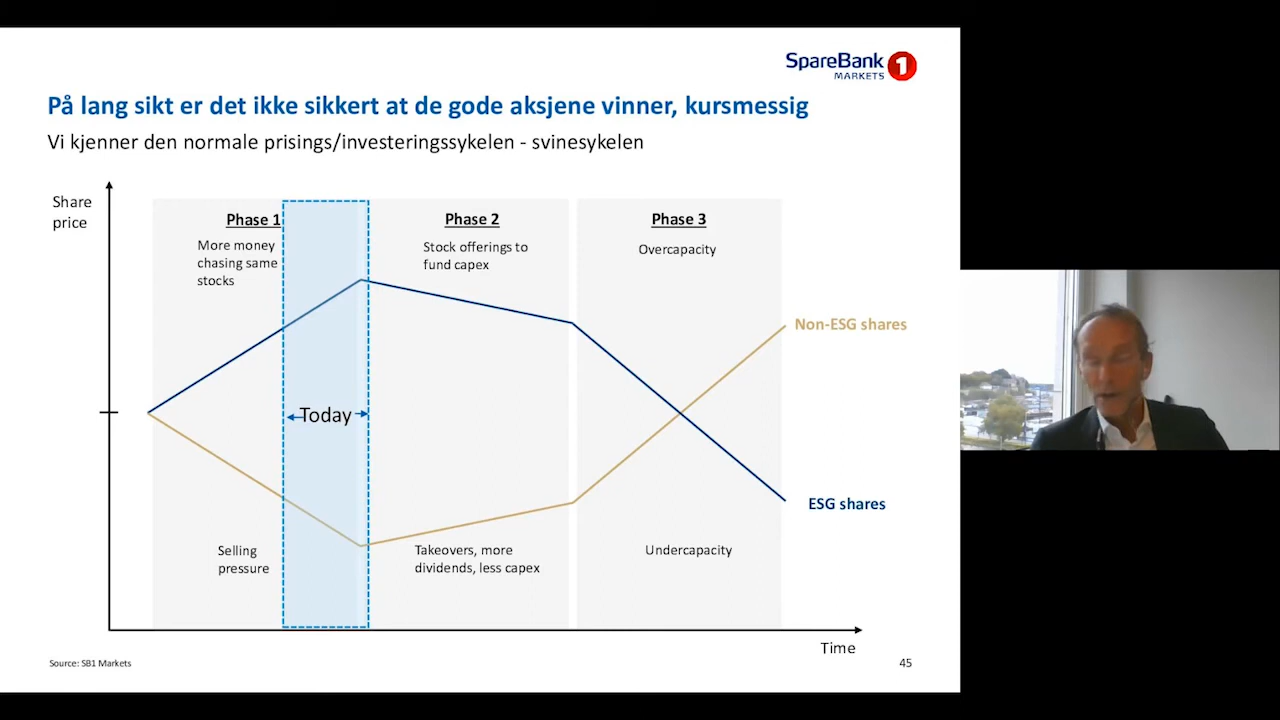 SpareBank 1
MARKETS
På lang sikt er det ikke sikkert at de gode aksjene vinner, kursmessig
Vi kjenner den normale prisings/investeringssykelen - svinesykelen
Share
price
Phase 1
More money
chasing same
stocks
Phase 2
Stock offerings to
fund capex
Phase 3
Overcapacity
Non-ESG shares
Today
ESG shares
Selling
pressure
Takeovers, more
dividends, less capex
Undercapacity
Time
Source: SB1 Markets
45